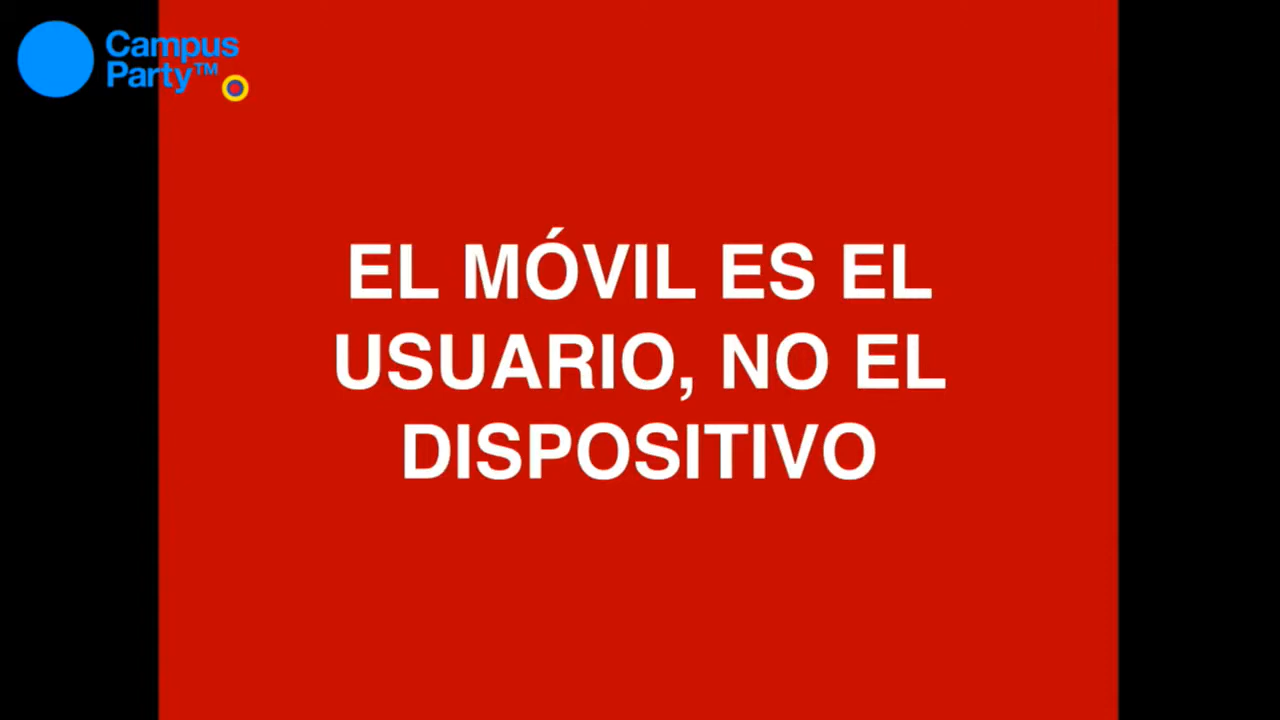 Campus
Party™
EL MÓVIL ES EL
USUARIO, NO EL
DISPOSITIVO